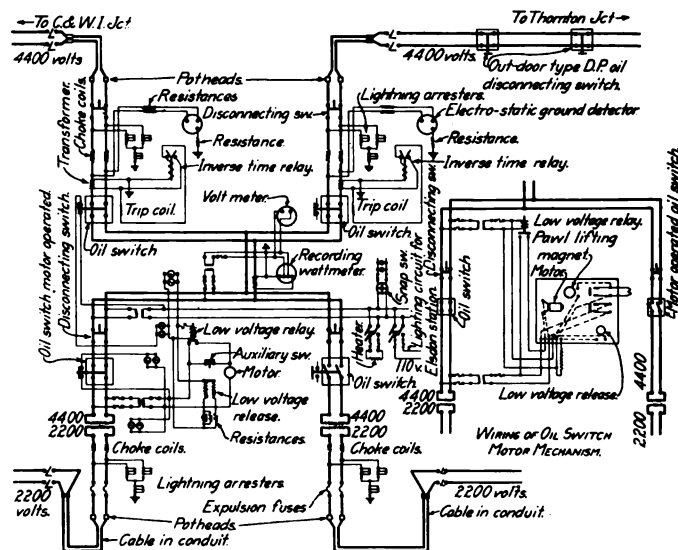 To C.& W.I. Jct.
4400 volts
To Thornton Jct.
4400 volts.
Out-door type D.P. oil
disconnecting switch.
Potheads.
Resistances
Disconnecting sw.
Lightning arresters.
Electro-static ground detector.
Resistance.
Resistance.
Transformer.
Choke coils.
Inverse time relay.
Inverse time relay.
Trip coil.
Volt meter.
Trip coil.
Oil switch
Oil switch
Recording
wattmeter.
Oil switch motor operated.
Disconnecting switch.
Lighting circuit for
Elsdon station.
Disconnecting sw.
Snap sw.
Heater.
110 v.
Low voltage relay.
Auxiliary sw.
Motor
Low voltage
release.
Resistances.
Oil switch.
4400
2200
4400
2200
Choke coils.
Choke coils.
Lightning arresters.
Expulsion fuses
2200
volts.
2200 volts.
Potheads.
Cable in conduit.
Cable in conduit
Low voltage relay.
Pawl lifting
magnet.
Motor.
Oil switch
Motor operated oil switch.
Low voltage release.
4400
2200
4400
2200
WIRING OF OIL SWITCH
MOTOR MECHANISM.